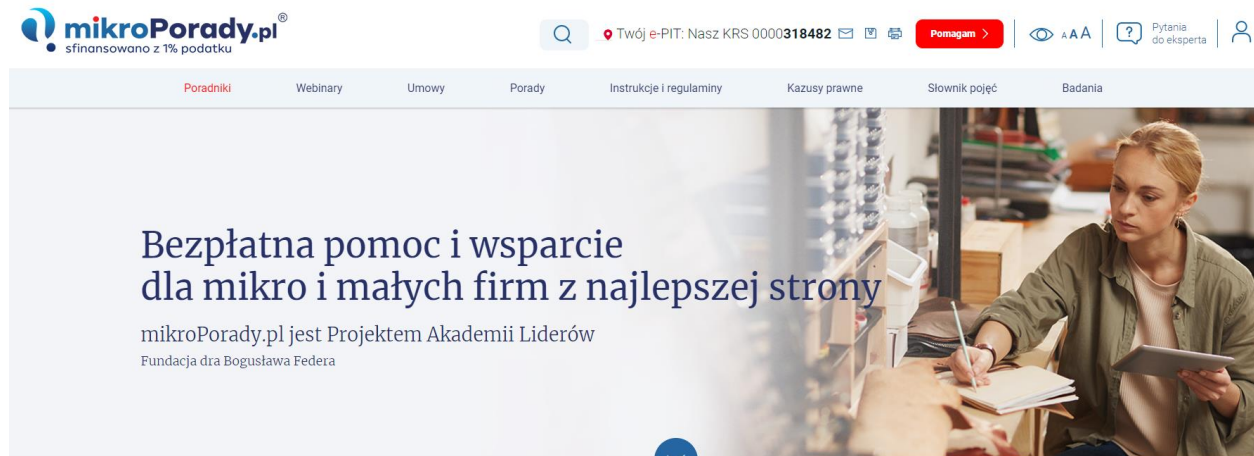 mikroPorady.pl®
sfinansowano z 1% podatku
Twój e-PIT: Nasz KRS 0000318482
Pomagam
A A A
?
Pytania
do eksperta
Poradniki Webinary Umowy Porady Instrukcje i regulaminy Kazusy prawne Słownik pojęć Badania
Bezpłatna pomoc i wsparcie
dla mikro i małych firm z najlepszej strony
mikroPorady.pl jest Projektem Akademii Liderów
Fundacja dra Bogusława Federa